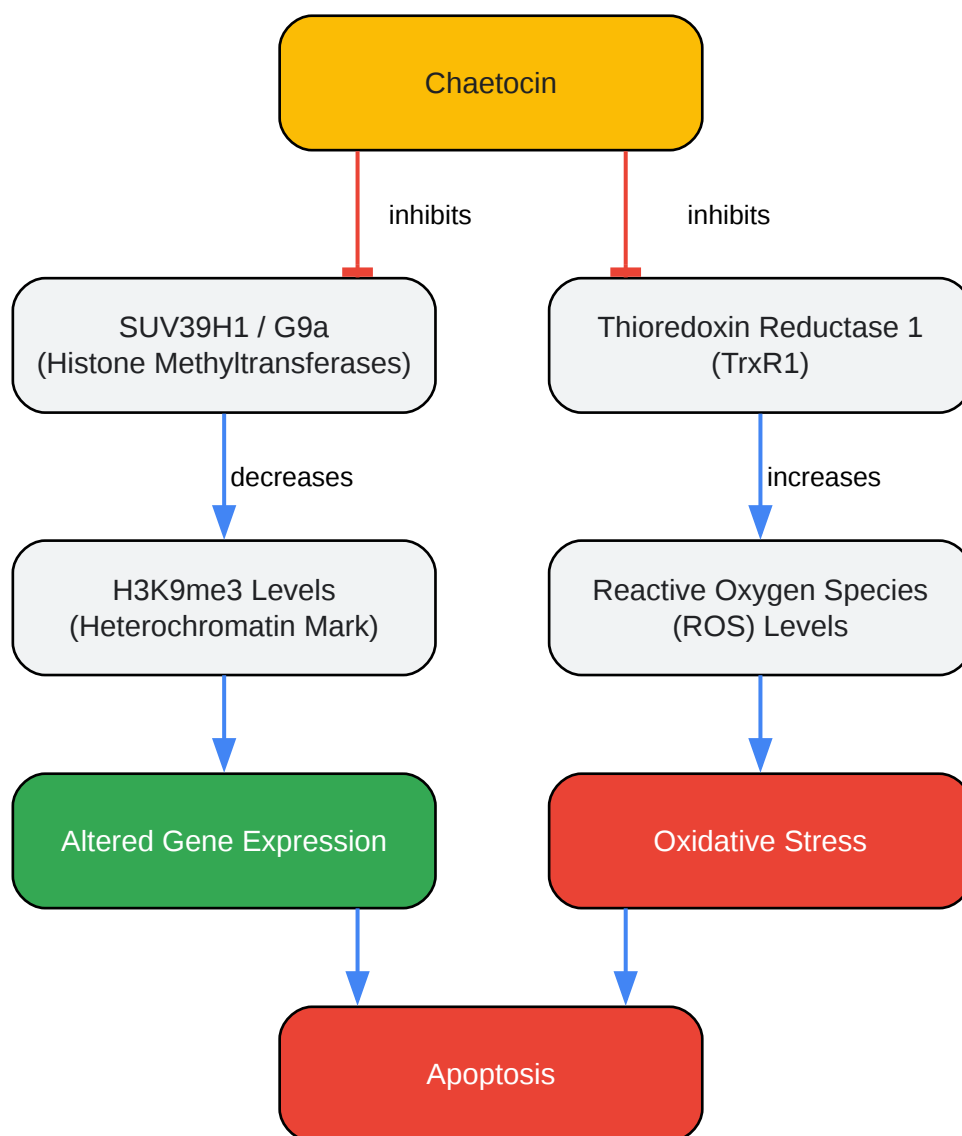 Chaetocin
inhibits
inhibits
SUV39H1 / G9a
(Histone Methyltransferases)
Thioredoxin Reductase 1
(TrxR1)
decreases
increases
H3K9me3 Levels
(Heterochromatin Mark)
Reactive Oxygen Species
(ROS) Levels
Altered Gene Expression
Oxidative Stress
Apoptosis